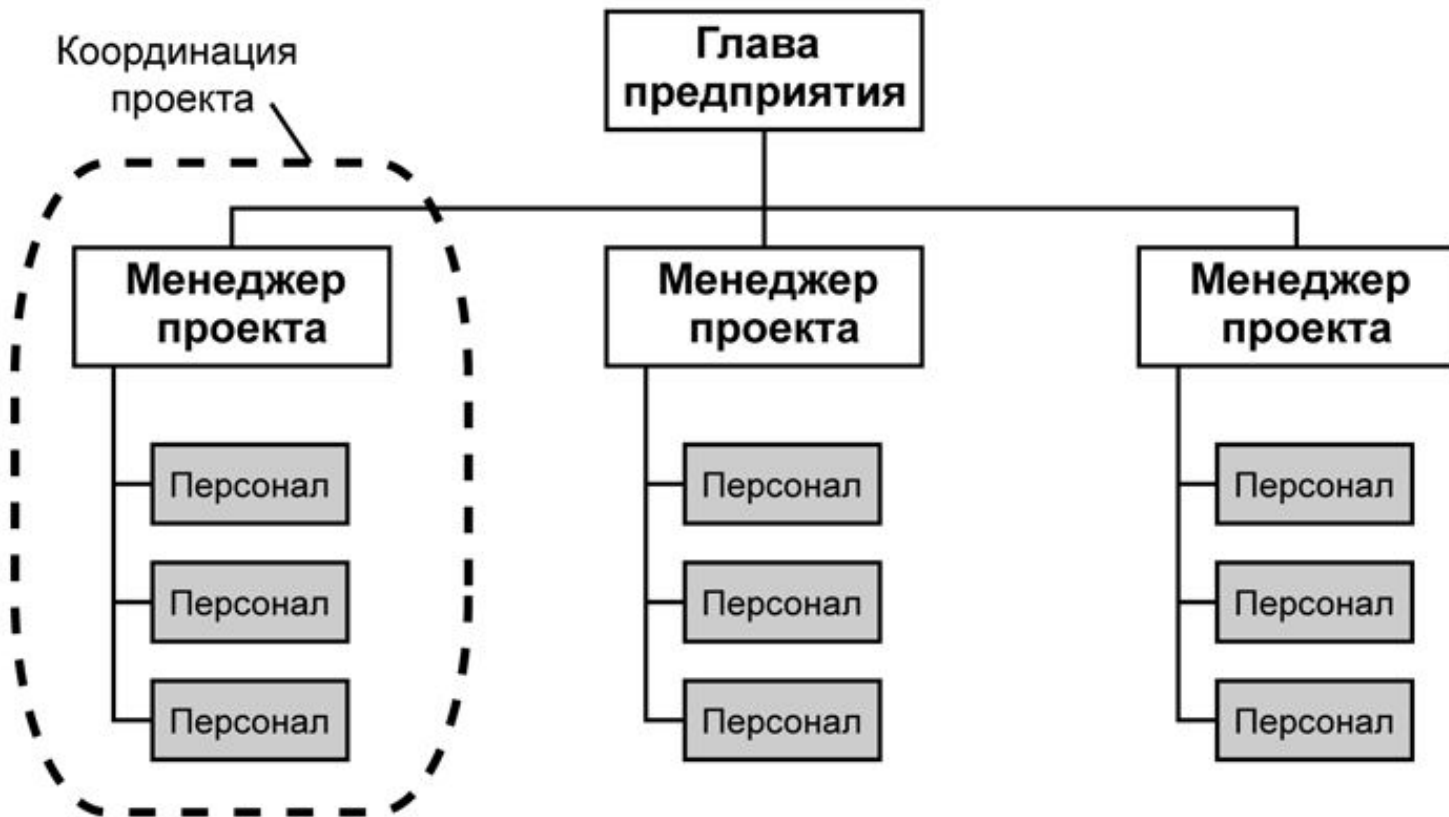 Координация
проекта
Глава
предприятия
Менеджер
проекта
Менеджер
проекта
Менеджер
проекта
Персонал
Персонал
Персонал
Персонал
Персонал
Персонал
Персонал
Персонал
Персонал